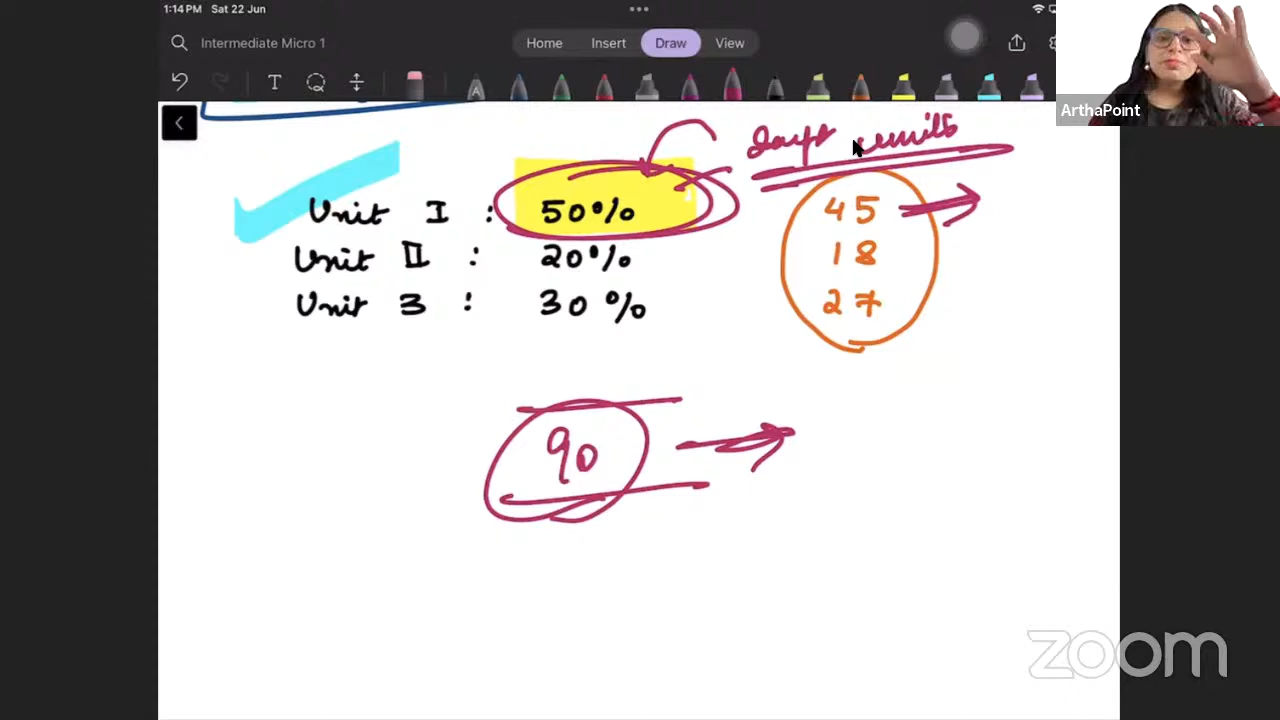 1:14 PM Sat 22 Jun
Intermediate Micro 1
Home Insert Draw View
ArthaPoint
Unit I : 50%
Unit II : 20%
Unit 3 : 30%
45
18
27
90
zoom